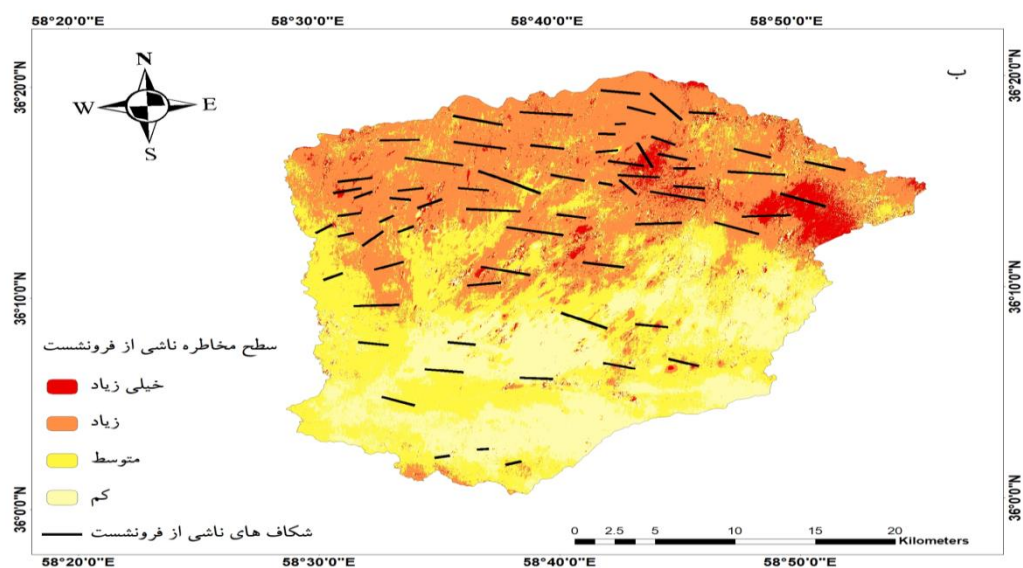 58°20'0"E 58°30'0"E 58°40'0"E 58°50'0"E
36°20'0"N 36°20'0"N
ب
N
W E
S
36°10'0"N 36°10'0"N
سطح مخاطره ناشی از فرونشست
خیلی زیاد
زیاد
متوسط
کم
شکاف های ناشی از فرونشست
36°0'0"N 36°0'0"N
0 2.5 5 10 15 20
Kilometers
58°20'0"E 58°30'0"E 58°40'0"E 58°50'0"E